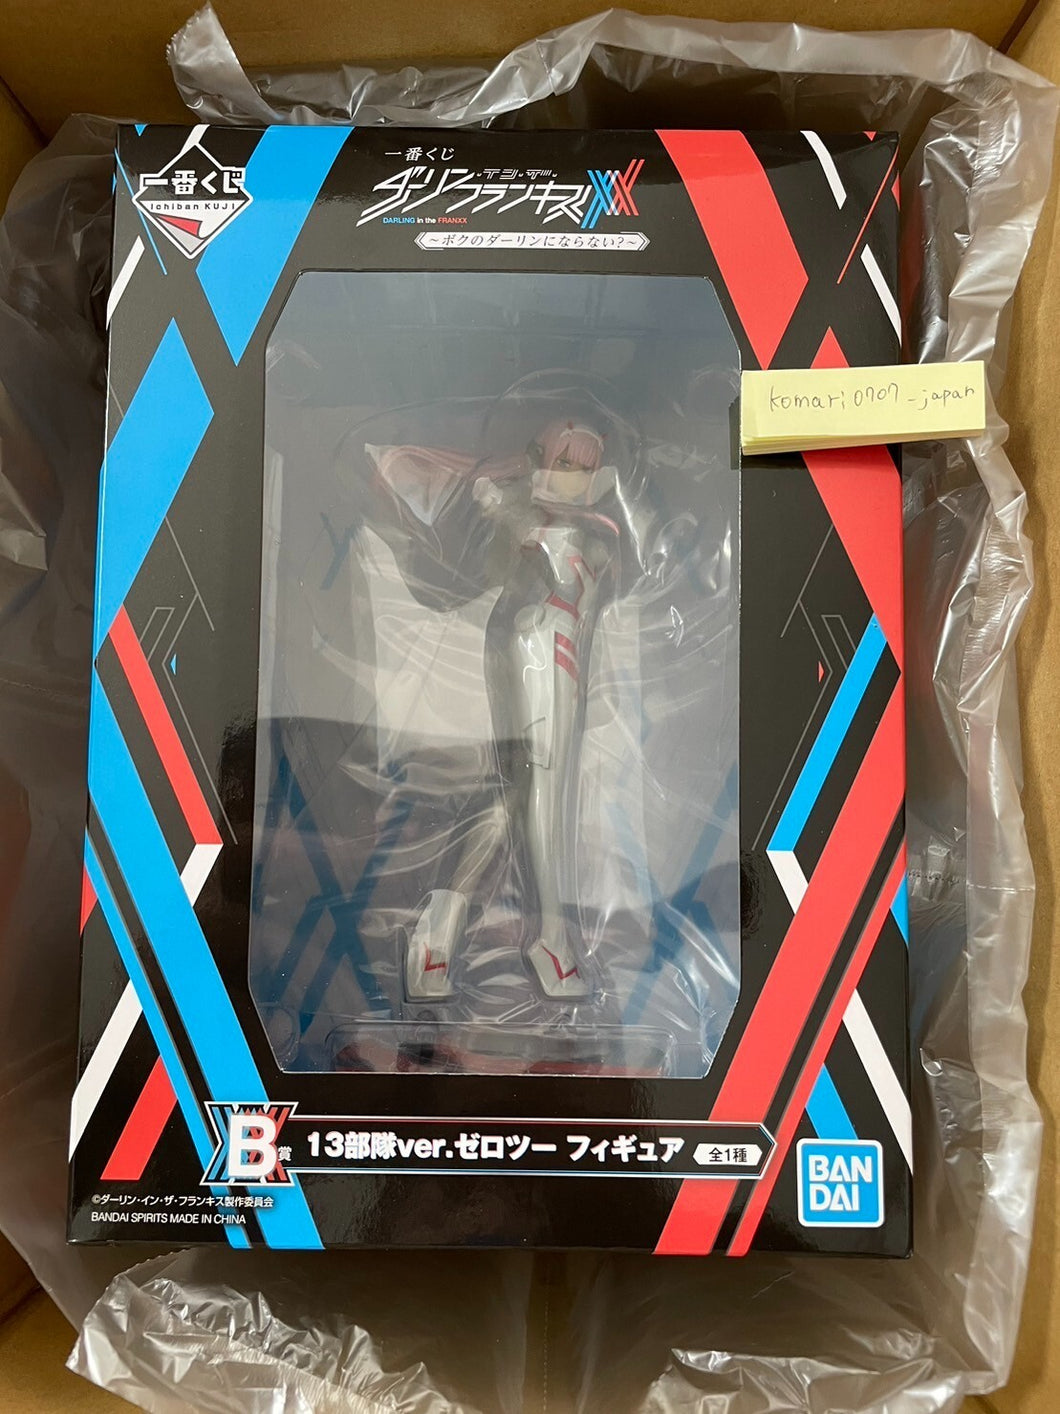 一番くじ
Ichiban KUJI
一番くじ
ダーリン・イン・ザ・フランキス
DARLING in the FRANXX
～ボクのダーリンにならない?～
komari0707_japan
B賞
13部隊ver.ゼロツー フィギュア
全1種
©ダーリン・イン・ザ・フランキス製作委員会
BANDAI SPIRITS MADE IN CHINA
BAN
DAI